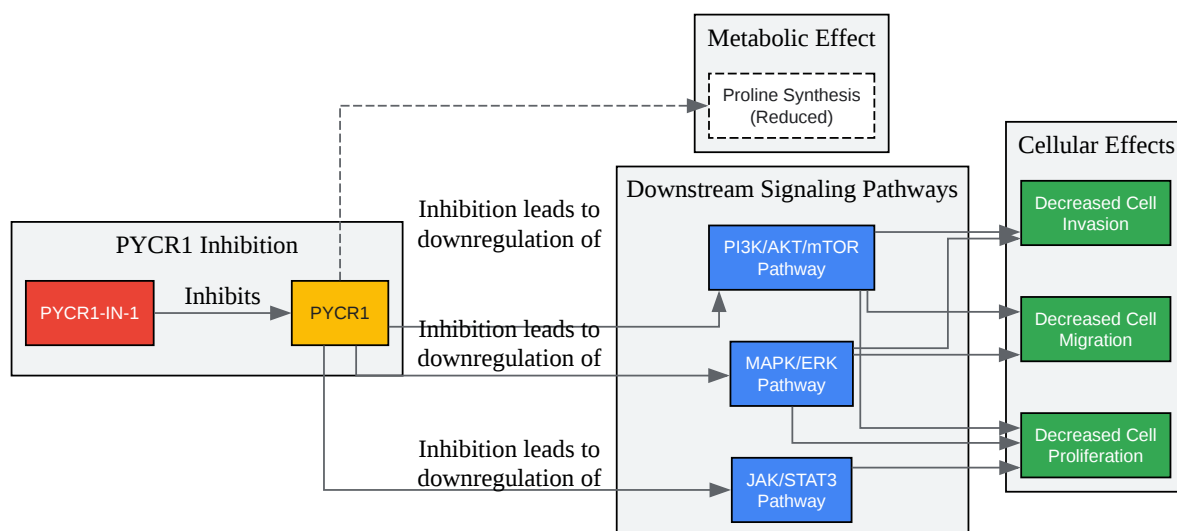 Metabolic Effect
Proline Synthesis
(Reduced)
Cellular Effects
Downstream Signaling Pathways
Decreased Cell
Invasion
Inhibition leads to
downregulation of
PI3K/AKT/mTOR
Pathway
PYCR1 Inhibition
PYCR1-IN-1
Inhibits
PYCR1
Inhibition leads to
downregulation of
MAPK/ERK
Pathway
Decreased Cell
Migration
Inhibition leads to
downregulation of
JAK/STAT3
Pathway
Decreased Cell
Proliferation